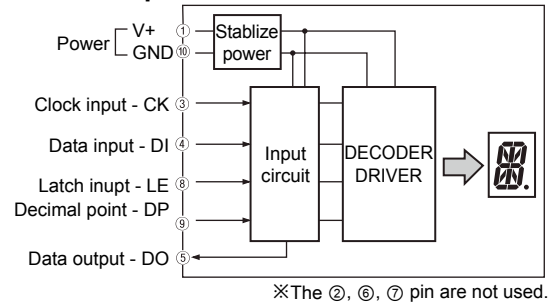 Power
V+ ①
GND ⑩
Stablize
power
Clock input - CK ③
Data input - DI ④
Latch inupt - LE ⑧
Decimal point - DP
⑨
Data output - DO ⑤
Input
circuit
DECODER
DRIVER
※The ②, ⑥, ⑦ pin are not used.